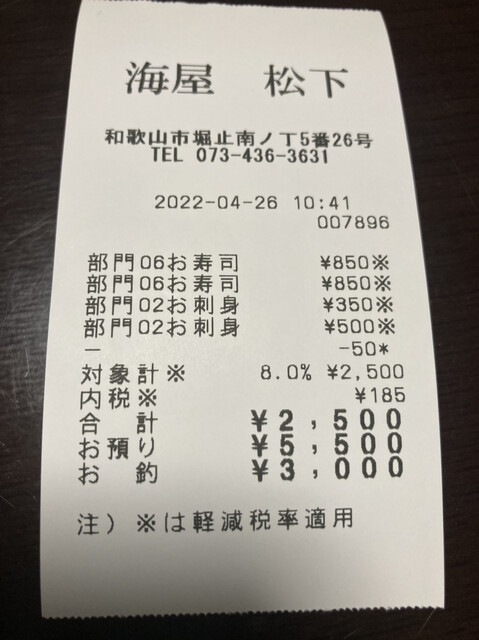 海屋　松下
和歌山市堀止南ノ丁5番26号
TEL 073-436-3631
2022-04-26 10:41
007896
部門06お寿司 ¥850※
部門06お寿司 ¥850※
部門02お刺身 ¥350※
部門02お刺身 ¥500※
－ -50*
対象計※ 8.0% ¥2,500
内税※ ¥185
合　計 ¥2,500
お預り ¥5,500
お　釣 ¥3,000
注）※は軽減税率適用